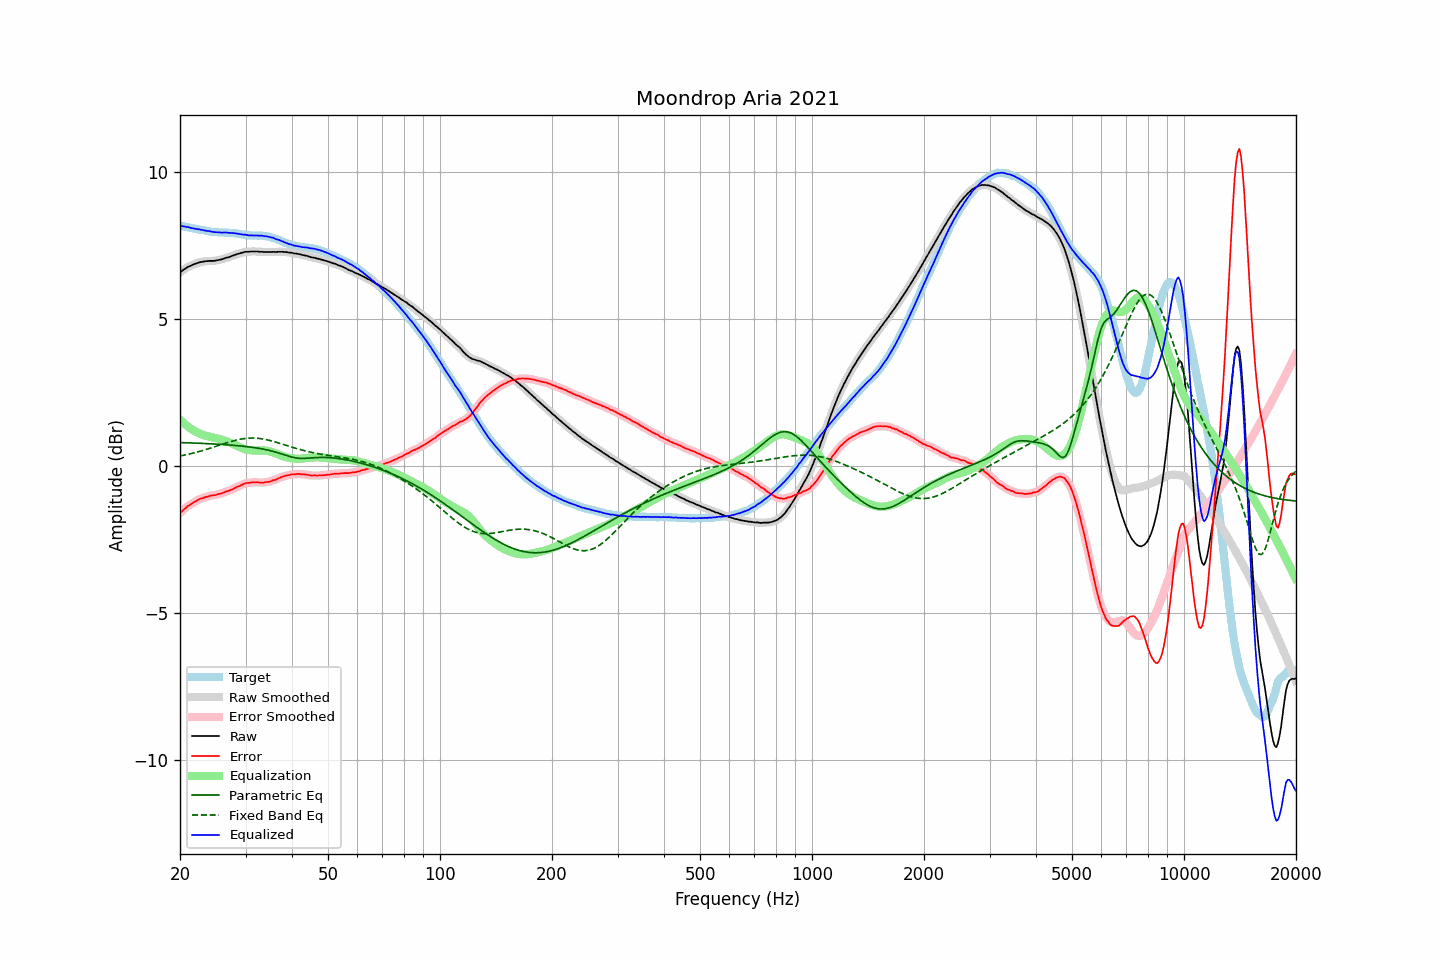 Moondrop Aria 2021
Amplitude (dBr)
10
5
0
−5
−10
Target
Raw Smoothed
Error Smoothed
Raw
Error
Equalization
Parametric Eq
Fixed Band Eq
Equalized
20 50 100 200 500 1000 2000 5000 10000 20000
Frequency (Hz)